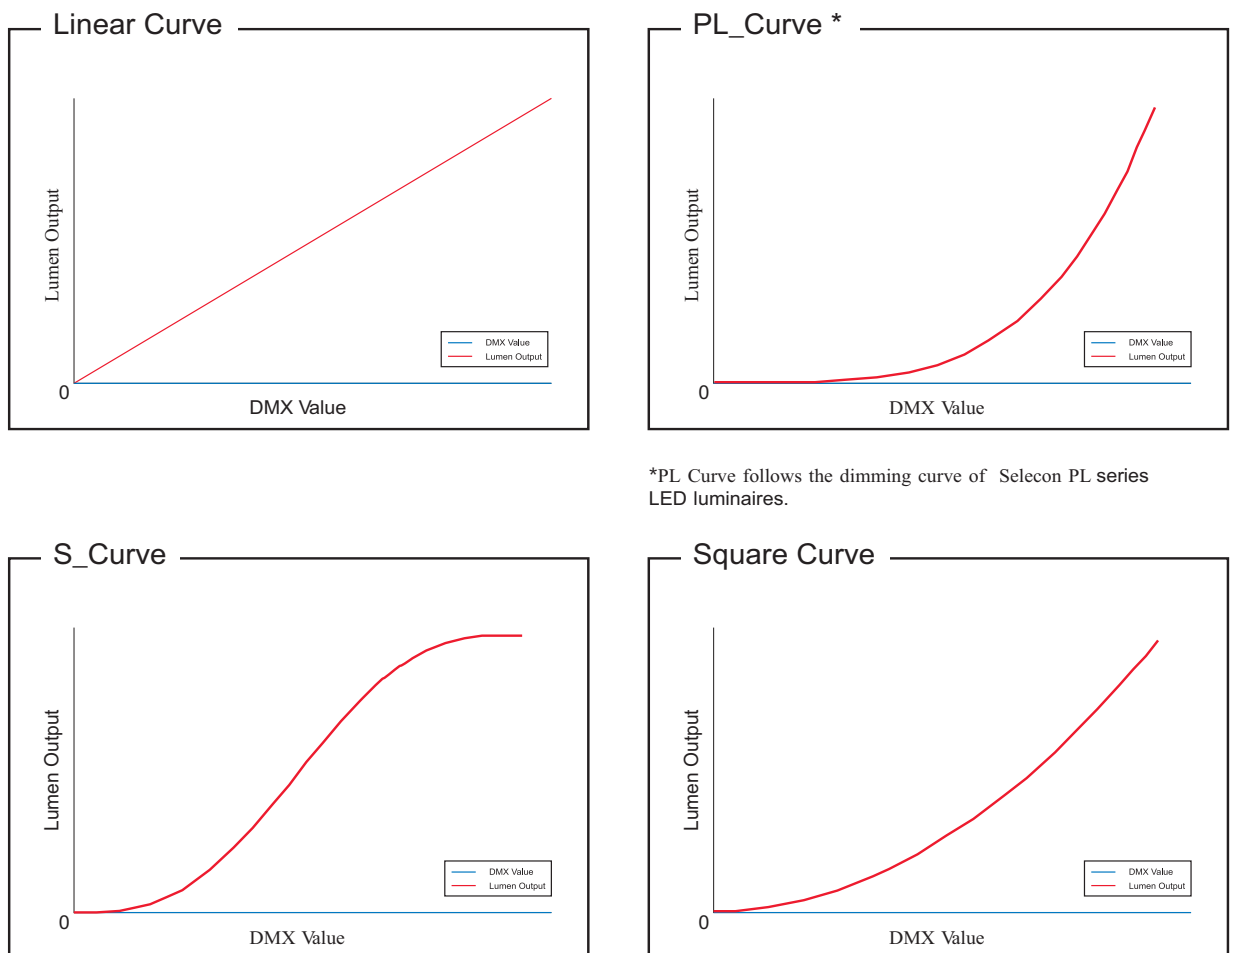 Linear Curve
Lumen Output
DMX Value
Lumen Output
0
DMX Value
PL_Curve *
Lumen Output
DMX Value
Lumen Output
0
DMX Value
*PL Curve follows the dimming curve of Selecon PL series
LED luminaires.
S_Curve
Lumen Output
DMX Value
Lumen Output
0
DMX Value
Square Curve
Lumen Output
DMX Value
Lumen Output
0
DMX Value